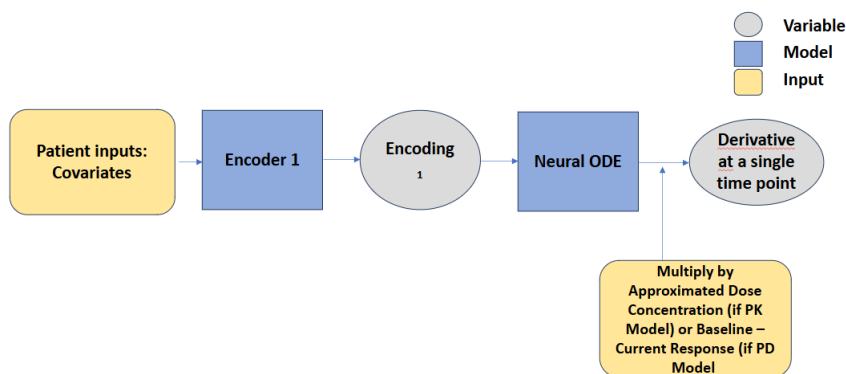 Variable
Model
Input
Patient inputs:
Covariates
Encoder 1
Encoding
1
Neural ODE
Derivative
at a single
time point
Multiply by
Approximated Dose
Concentration (if PK
Model) or Baseline –
Current Response (if PD
Model